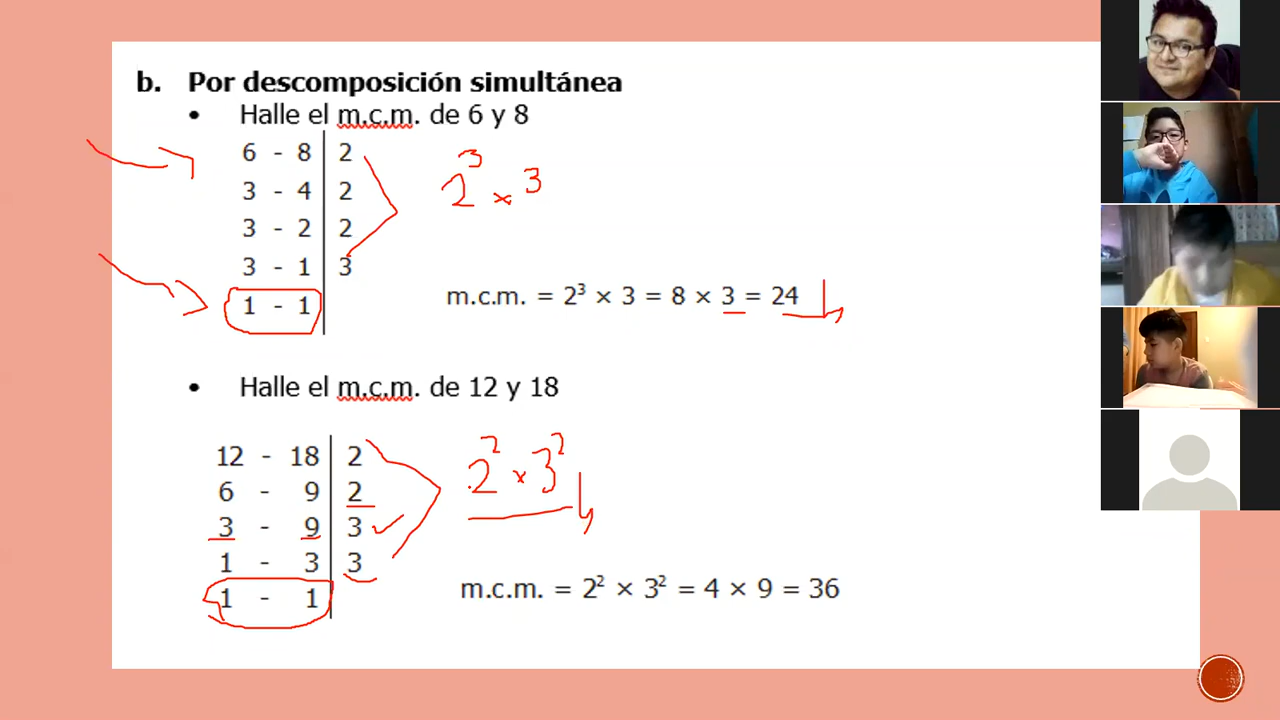 b. Por descomposición simultánea
• Halle el m.c.m. de 6 y 8
6 - 8 | 2
3 - 4 | 2
3 - 2 | 2
3 - 1 | 3
1 - 1 |
2³ × 3
m.c.m. = 2³ × 3 = 8 × 3 = 24
• Halle el m.c.m. de 12 y 18
12 - 18 | 2
6 - 9 | 2
3 - 9 | 3
1 - 3 | 3
1 - 1 |
2² × 3²
m.c.m. = 2² × 3² = 4 × 9 = 36